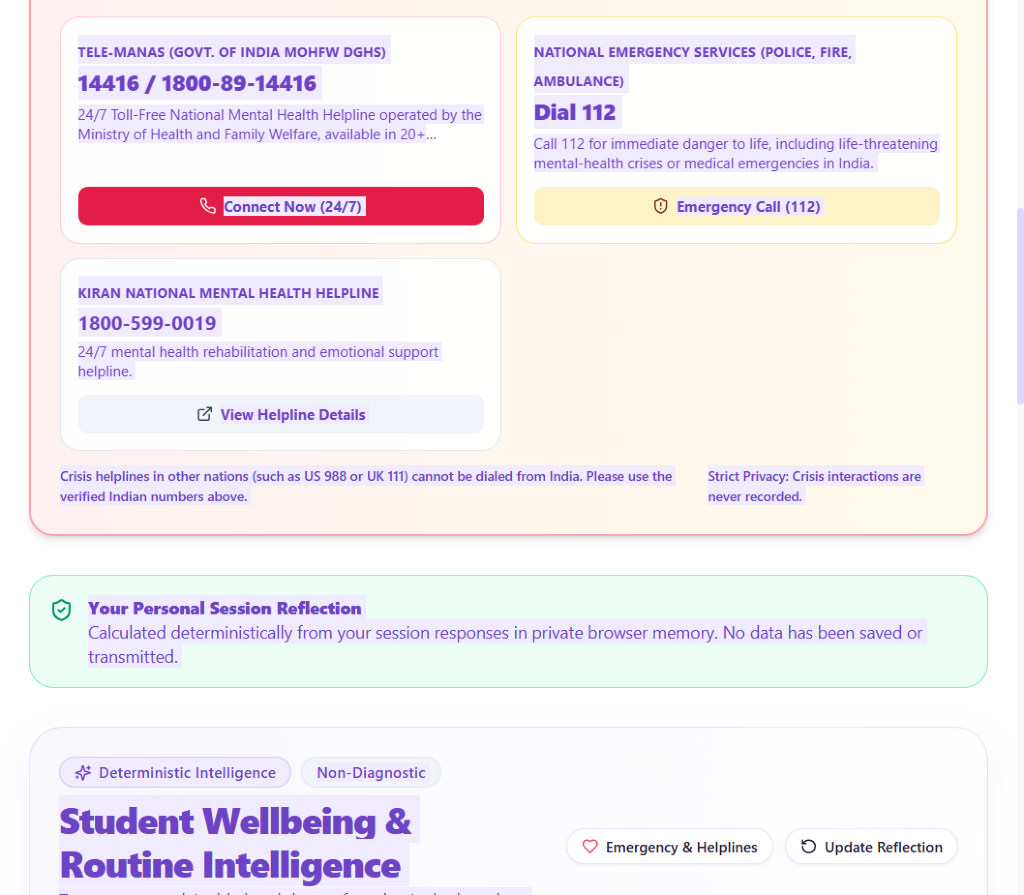 TELE-MANAS (GOVT. OF INDIA MOHFW DGHS)
14416 / 1800-89-14416
24/7 Toll-Free National Mental Health Helpline operated by the
Ministry of Health and Family Welfare, available in 20+...
Connect Now (24/7)
NATIONAL EMERGENCY SERVICES (POLICE, FIRE,
AMBULANCE)
Dial 112
Call 112 for immediate danger to life, including life-threatening
mental-health crises or medical emergencies in India.
Emergency Call (112)
KIRAN NATIONAL MENTAL HEALTH HELPLINE
1800-599-0019
24/7 mental health rehabilitation and emotional support
helpline.
View Helpline Details
Crisis helplines in other nations (such as US 988 or UK 111) cannot be dialed from India. Please use the
verified Indian numbers above.
Strict Privacy: Crisis interactions are
never recorded.
Your Personal Session Reflection
Calculated deterministically from your session responses in private browser memory. No data has been saved or
transmitted.
Deterministic Intelligence
Non-Diagnostic
Student Wellbeing &
Routine Intelligence
Emergency & Helplines
Update Reflection